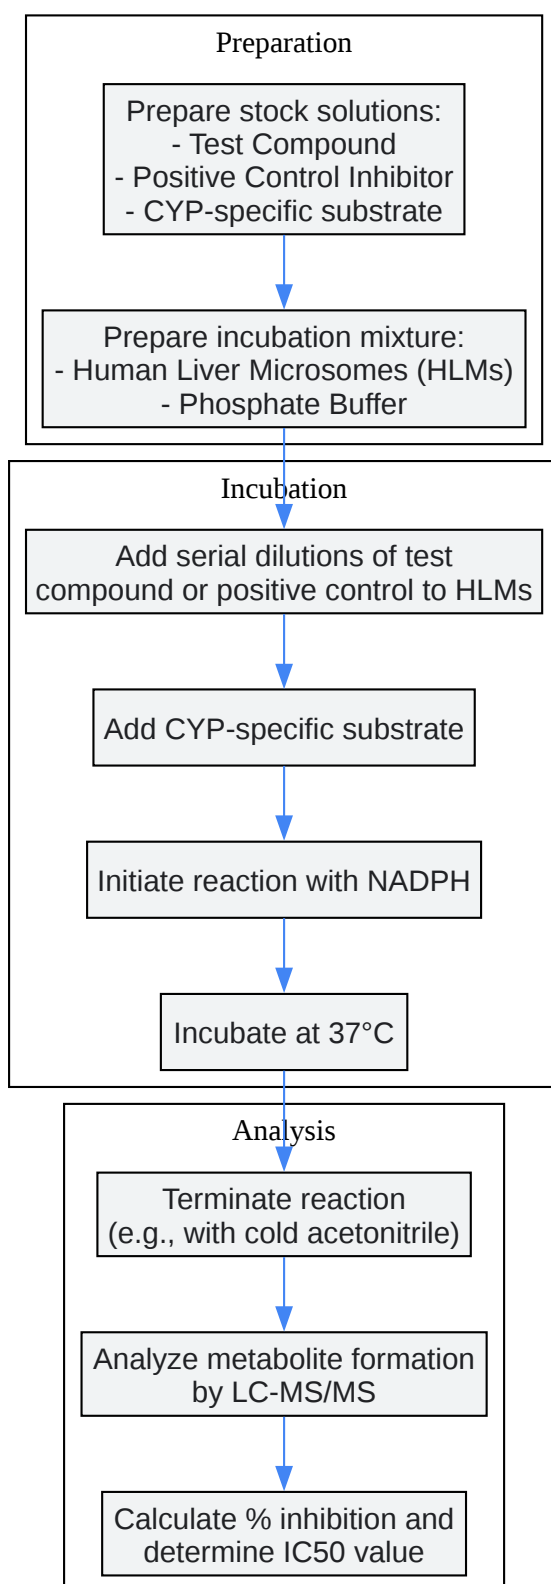 Preparation
Prepare stock solutions:
- Test Compound
- Positive Control Inhibitor
- CYP-specific substrate
Prepare incubation mixture:
- Human Liver Microsomes (HLMs)
- Phosphate Buffer
Incubation
Add serial dilutions of test
compound or positive control to HLMs
Add CYP-specific substrate
Initiate reaction with NADPH
Incubate at 37°C
Analysis
Terminate reaction
(e.g., with cold acetonitrile)
Analyze metabolite formation
by LC-MS/MS
Calculate % inhibition and
determine IC50 value